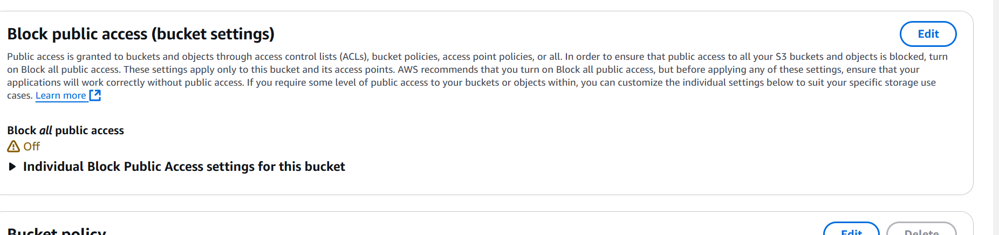 Block public access (bucket settings)
Edit
Public access is granted to buckets and objects through access control lists (ACLs), bucket policies, access point policies, or all. In order to ensure that public access to all your S3 buckets and objects is blocked, turn
on Block all public access. These settings apply only to this bucket and its access points. AWS recommends that you turn on Block all public access, but before applying any of these settings, ensure that your
applications will work correctly without public access. If you require some level of public access to your buckets or objects within, you can customize the individual settings below to suit your specific storage use
cases. Learn more
Block all public access
Off
Individual Block Public Access settings for this bucket
Bucket policy
Edit
Delete